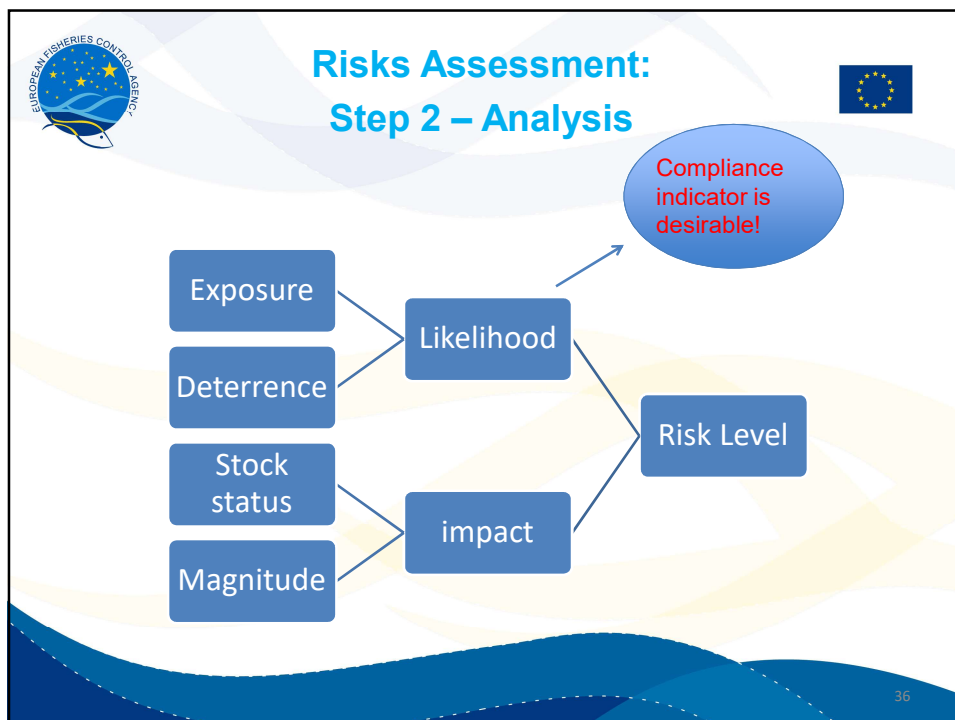 EUROPEAN FISHERIES CONTROL AGENCY
Risks Assessment:
Step 2 – Analysis
Compliance
indicator is
desirable!
Exposure
Likelihood
Deterrence
Risk Level
Stock
status
impact
Magnitude
36